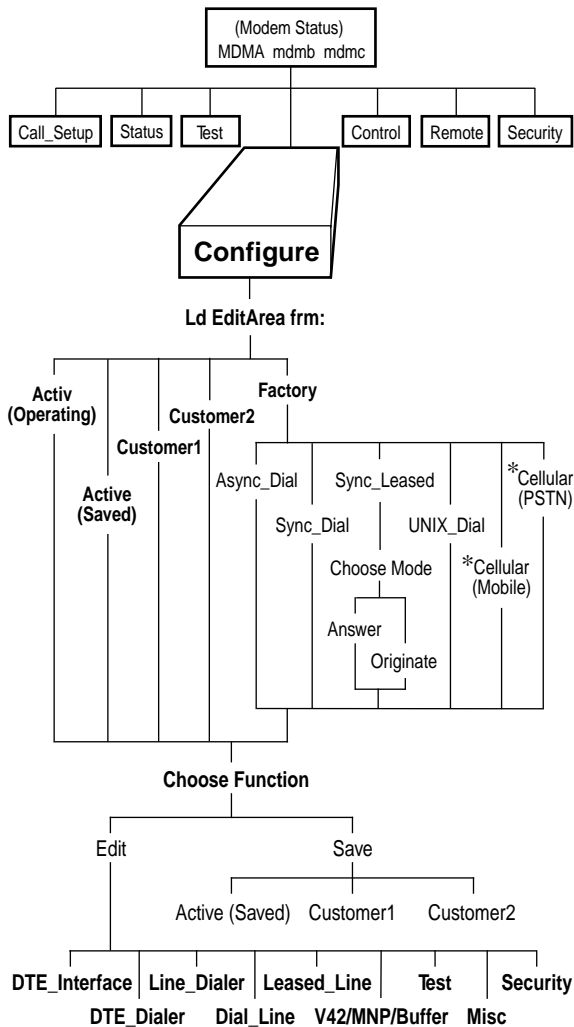 (Modem Status)
MDMA mdmb mdmc
Call_Setup
Status
Test
Control
Remote
Security
Configure
Ld EditArea frm:
Activ
(Operating)
Active
(Saved)
Customer1
Customer2
Factory
Async_Dial
Sync_Dial
Sync_Leased
Choose Mode
Answer
Originate
UNIX_Dial
*Cellular
(Mobile)
*Cellular
(PSTN)
Choose Function
Edit
Save
Active (Saved)
Customer1
Customer2
DTE_Interface
Line_Dialer
Leased_Line
Test
Security
DTE_Dialer
Dial_Line
V42/MNP/Buffer
Misc